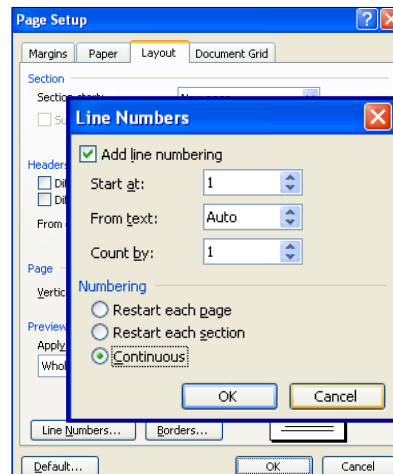 Page Setup
Margins Paper Layout Document Grid
Section
Line Numbers
Add line numbering
Start at: 1
From text: Auto
Count by: 1
Numbering
Restart each page
Restart each section
Continuous
OK Cancel
From
Page
Preview
Apply
Line Numbers... Borders...
Default... OK Cancel